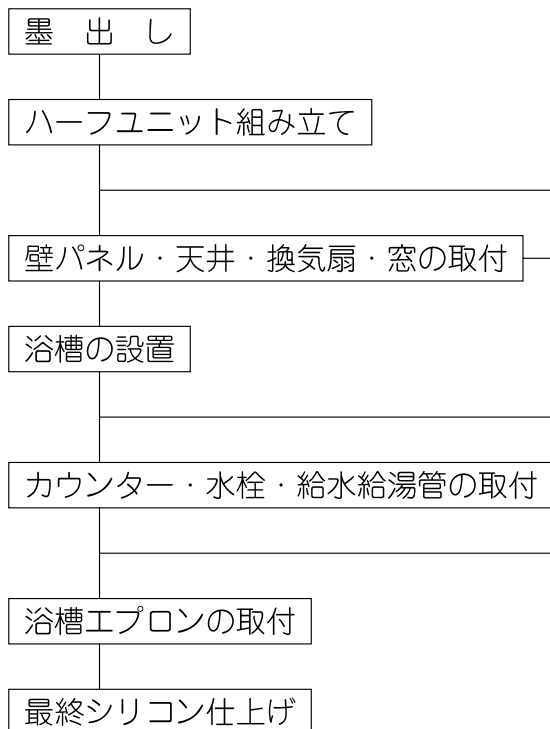 墨　出　し
ハーフユニット組み立て
壁パネル・天井・換気扇・窓の取付
浴槽の設置
カウンター・水栓・給水給湯管の取付
浴槽エプロンの取付
最終シリコン仕上げ